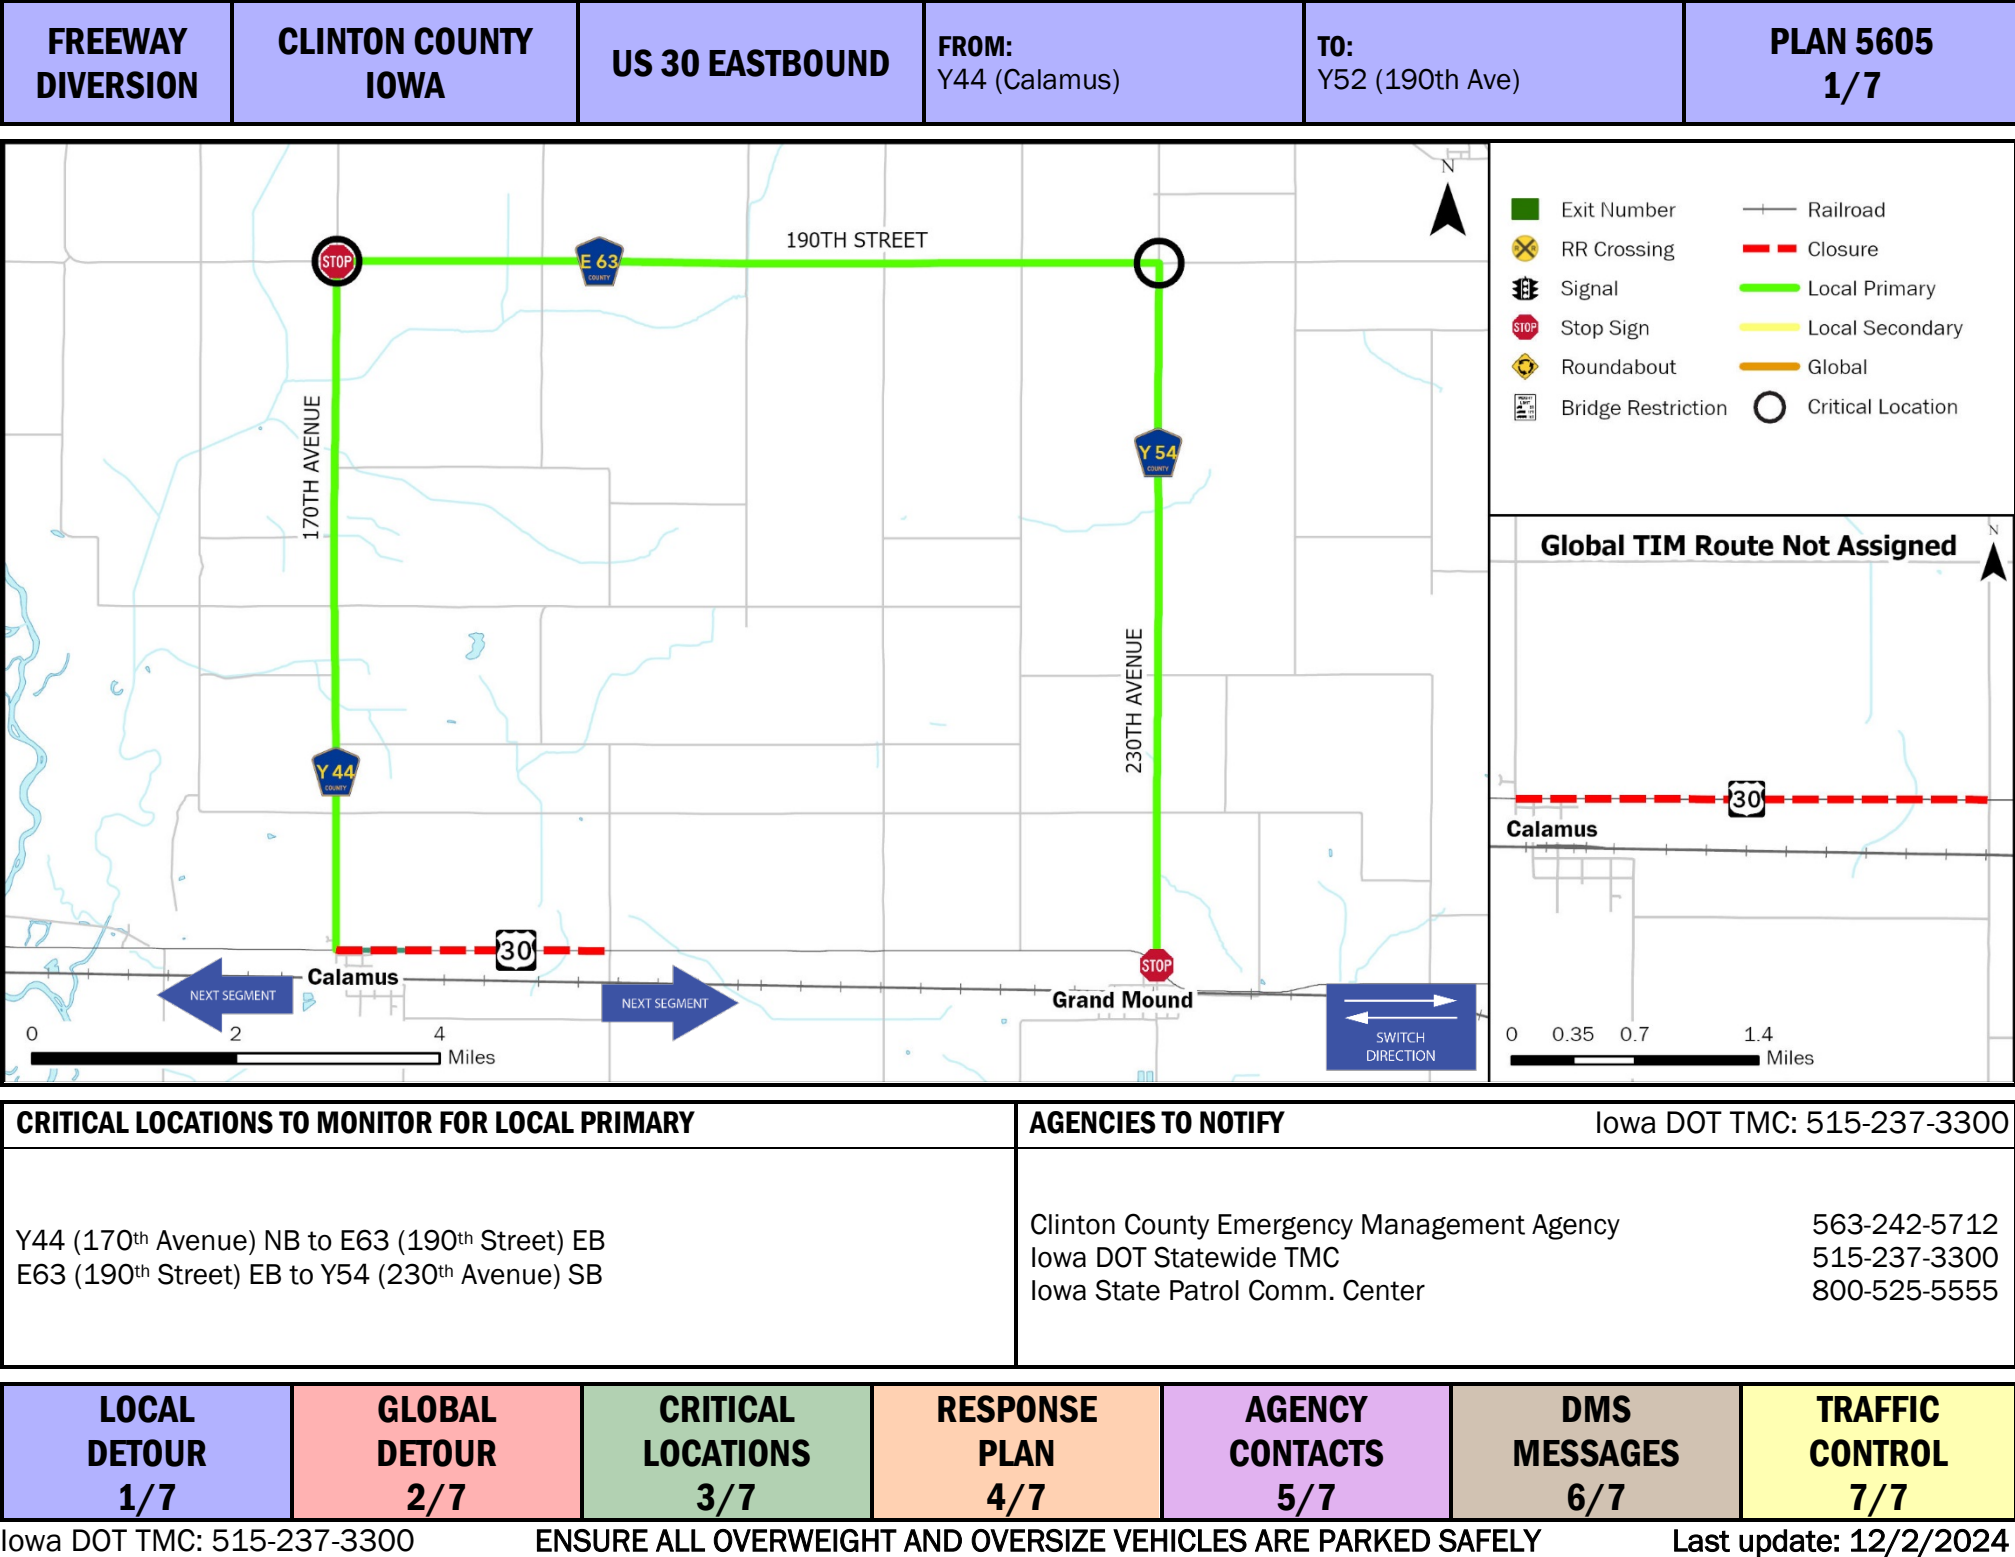 FREEWAY
DIVERSION
CLINTON COUNTY
IOWA
US 30 EASTBOUND
FROM:
Y44 (Calamus)
TO:
Y52 (190th Ave)
PLAN 5605
1/7
N
190TH STREET
STOP
E 63
COUNTY
170TH AVENUE
Y 54
COUNTY
230TH AVENUE
Y 44
COUNTY
30
STOP
Calamus
Grand Mound
NEXT SEGMENT
NEXT SEGMENT
SWITCH
DIRECTION
0 2 4
Miles
Exit Number
RR Crossing
Signal
STOP Stop Sign
Roundabout
Bridge Restriction
Railroad
Closure
Local Primary
Local Secondary
Global
Critical Location
Global TIM Route Not Assigned
N
30
Calamus
0 0.35 0.7 1.4
Miles
CRITICAL LOCATIONS TO MONITOR FOR LOCAL PRIMARY
Y44 (170th Avenue) NB to E63 (190th Street) EB
E63 (190th Street) EB to Y54 (230th Avenue) SB
AGENCIES TO NOTIFY Iowa DOT TMC: 515-237-3300
Clinton County Emergency Management Agency 563-242-5712
Iowa DOT Statewide TMC 515-237-3300
Iowa State Patrol Comm. Center 800-525-5555
LOCAL
DETOUR
1/7
GLOBAL
DETOUR
2/7
CRITICAL
LOCATIONS
3/7
RESPONSE
PLAN
4/7
AGENCY
CONTACTS
5/7
DMS
MESSAGES
6/7
TRAFFIC
CONTROL
7/7
Iowa DOT TMC: 515-237-3300 ENSURE ALL OVERWEIGHT AND OVERSIZE VEHICLES ARE PARKED SAFELY Last update: 12/2/2024